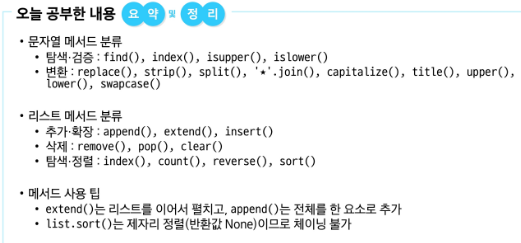 오늘 공부한 내용 요약 및 정리
• 문자열 메서드 분류
• 탐색·검증 : find(), index(), isupper(), islower()
• 변환 : replace(), strip(), split(), '★'.join(), capitalize(), title(), upper(),
lower(), swapcase()
• 리스트 메서드 분류
• 추가·확장 : append(), extend(), insert()
• 삭제 : remove(), pop(), clear()
• 탐색·정렬 : index(), count(), reverse(), sort()
• 메서드 사용 팁
• extend()는 리스트를 이어서 펼치고, append()는 전체를 한 요소로 추가
• list.sort()는 제자리 정렬(반환값 None)이므로 체이닝 불가